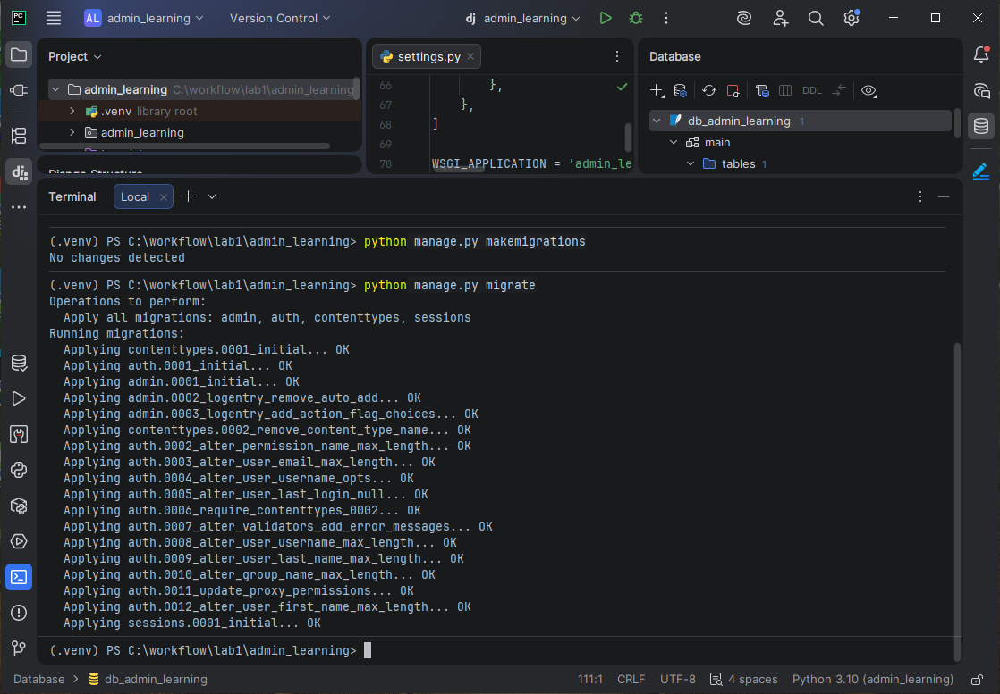 PC AL admin_learning Version Control dj admin_learning
Project
admin_learning C:\workflow\lab1\admin_learning
.venv library root
admin_learning
Django Structure
settings.py
66 },
67 },
68 ]
69
70 WSGI_APPLICATION = 'admin_le
Database
DDL
db_admin_learning 1
main
tables 1
Terminal Local
(.venv) PS C:\workflow\lab1\admin_learning> python manage.py makemigrations
No changes detected
(.venv) PS C:\workflow\lab1\admin_learning> python manage.py migrate
Operations to perform:
Apply all migrations: admin, auth, contenttypes, sessions
Running migrations:
Applying contenttypes.0001_initial... OK
Applying auth.0001_initial... OK
Applying admin.0001_initial... OK
Applying admin.0002_logentry_remove_auto_add... OK
Applying admin.0003_logentry_add_action_flag_choices... OK
Applying contenttypes.0002_remove_content_type_name... OK
Applying auth.0002_alter_permission_name_max_length... OK
Applying auth.0003_alter_user_email_max_length... OK
Applying auth.0004_alter_user_username_opts... OK
Applying auth.0005_alter_user_last_login_null... OK
Applying auth.0006_require_contenttypes_0002... OK
Applying auth.0007_alter_validators_add_error_messages... OK
Applying auth.0008_alter_user_username_max_length... OK
Applying auth.0009_alter_user_last_name_max_length... OK
Applying auth.0010_alter_group_name_max_length... OK
Applying auth.0011_update_proxy_permissions... OK
Applying auth.0012_alter_user_first_name_max_length... OK
Applying sessions.0001_initial... OK
(.venv) PS C:\workflow\lab1\admin_learning>
Database > db_admin_learning 111:1 CRLF UTF-8 4 spaces Python 3.10 (admin_learning)